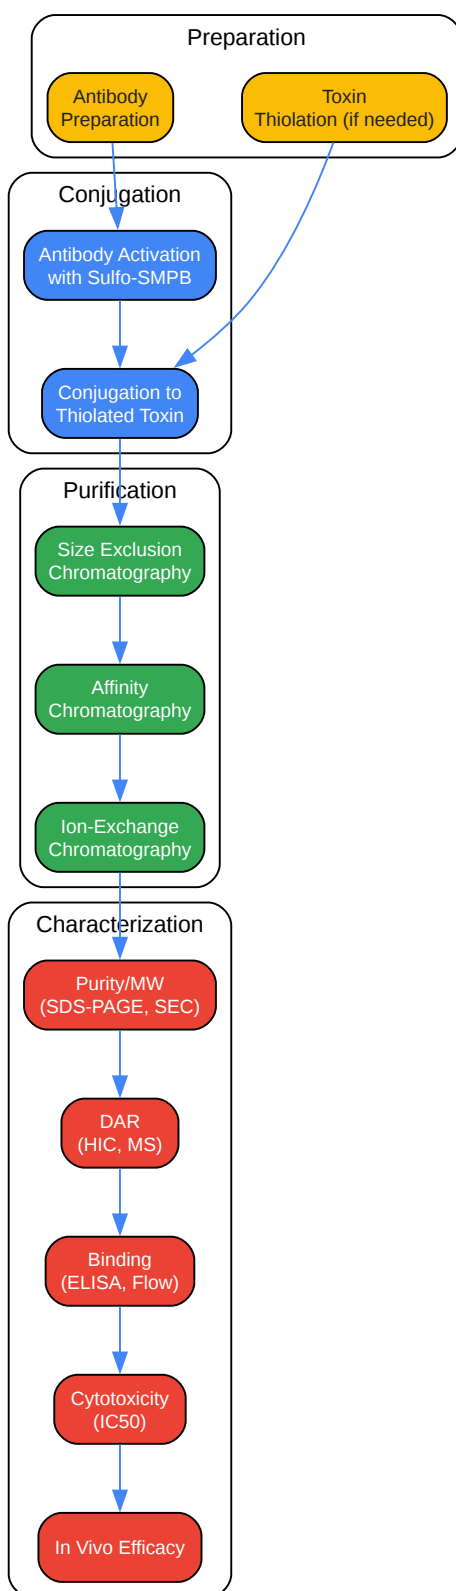 Preparation
Antibody
Preparation
Toxin
Thiolation (if needed)
Conjugation
Antibody Activation
with Sulfo-SMPB
Conjugation to
Thiolated Toxin
Purification
Size Exclusion
Chromatography
Affinity
Chromatography
Ion-Exchange
Chromatography
Characterization
Purity/MW
(SDS-PAGE, SEC)
DAR
(HIC, MS)
Binding
(ELISA, Flow)
Cytotoxicity
(IC50)
In Vivo Efficacy